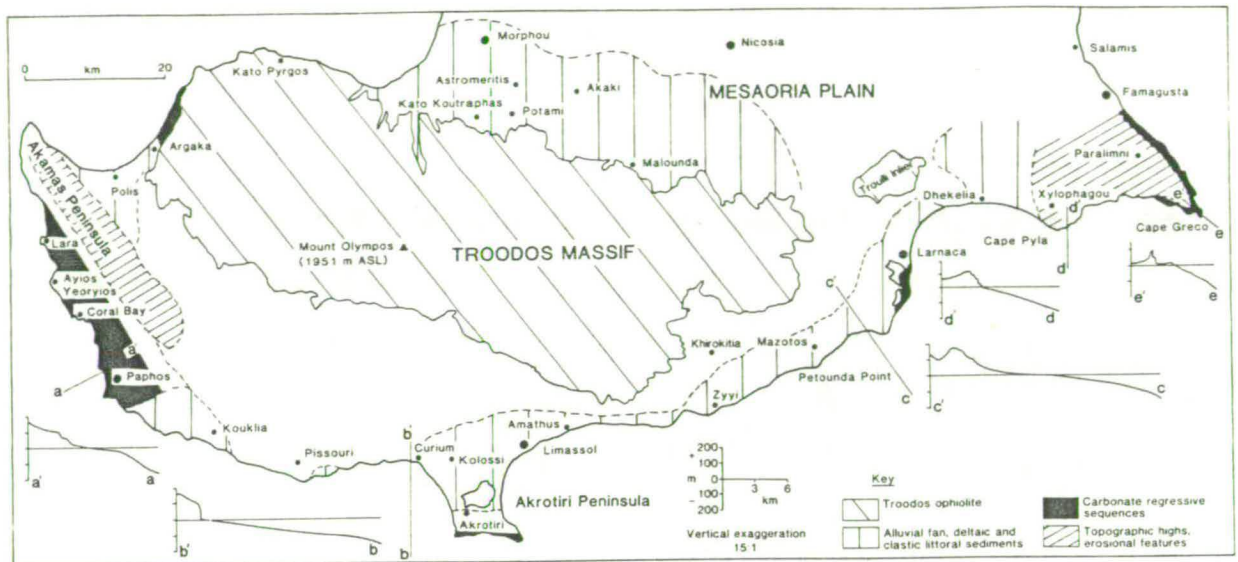 0
20
km
Kato Pyrgos
Morphou
Nicosia
Salamis
Astromeritis
Akaki
MESAORIA PLAIN
Famagusta
Kato
Koutraphas
Potami
Argaka
Malounda
Paralimni
Akamas Peninsula
Polis
Troulli Inlier
Dhekelia
Xylophagou
d'
e'
Cape Pyla
Cape Greco
e
Mount Olympos
(1951 m ASL)
TROODOS MASSIF
Lara
Larnaca
d
Ayios
Yeoryios
Coral Bay
c'
e'
e
d'
d
a'
Khirokitia
Mazotos
Paphos
a
Petounda Point
Zyyi
c
c'
c
Kouklia
b'
Amathus
Curium
Kolossi
Limassol
Pissouri
a'
a
+
m
−
200
100
0
100
200
0
3
6
km
Key
Akrotiri Peninsula
Troodos ophiolite
Carbonate regressive
sequences
Akrotiri
Vertical exaggeration
15:1
Alluvial fan, deltaic and
clastic littoral sediments
Topographic highs,
erosional features
b'
b
b